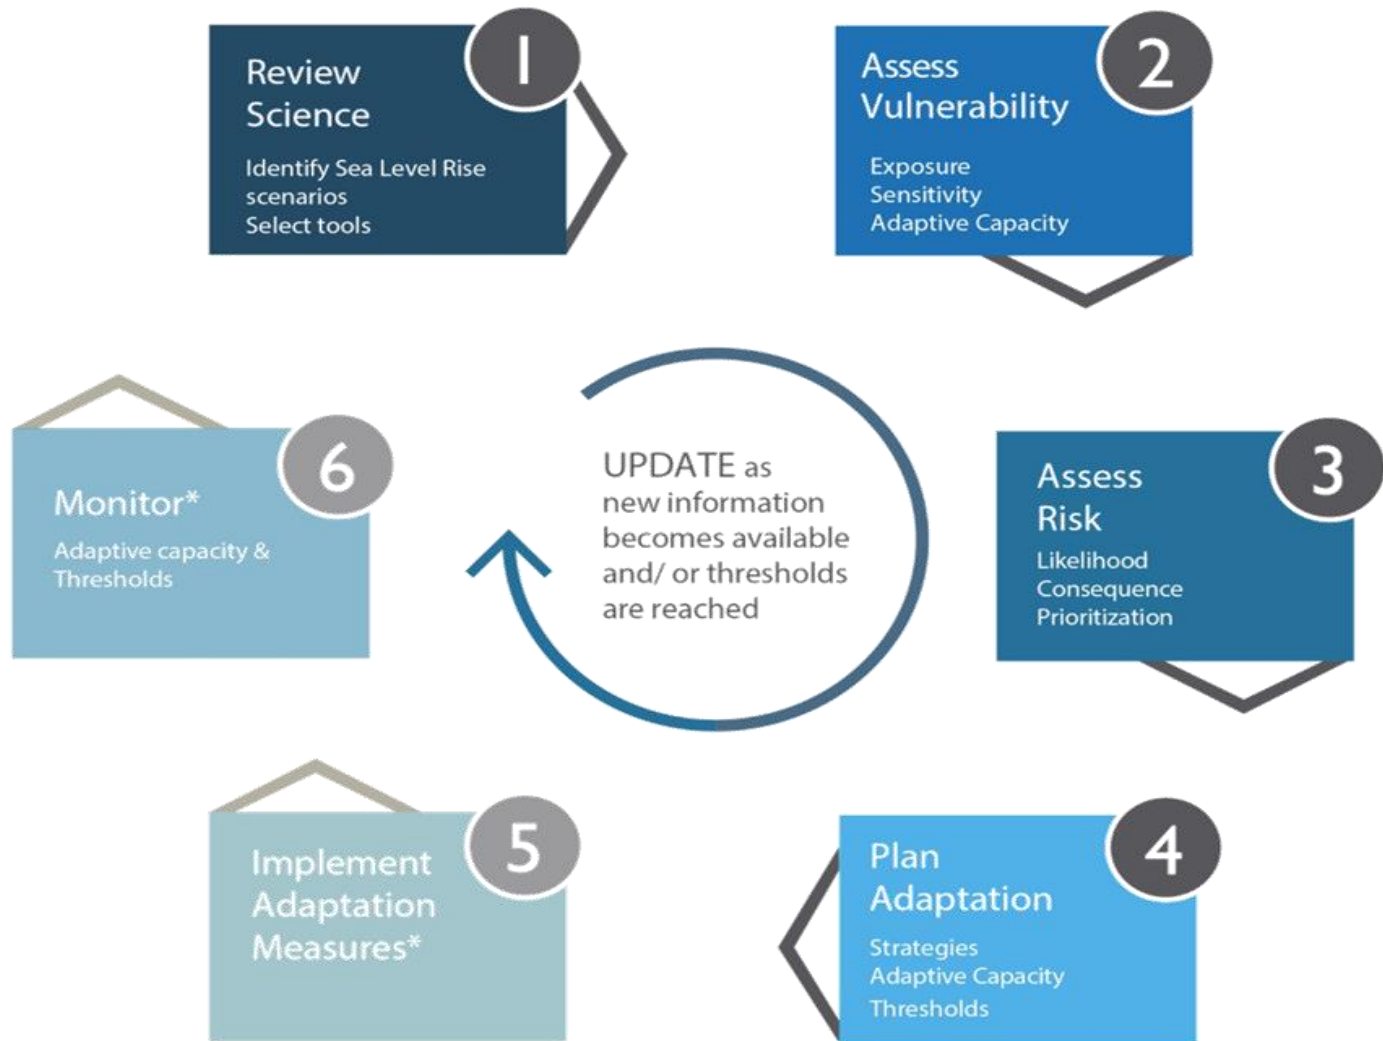 1
Review
Science
Identify Sea Level Rise
scenarios
Select tools
2
Assess
Vulnerability
Exposure
Sensitivity
Adaptive Capacity
3
Assess
Risk
Likelihood
Consequence
Prioritization
4
Plan
Adaptation
Strategies
Adaptive Capacity
Thresholds
5
Implement
Adaptation
Measures*
6
Monitor*
Adaptive capacity &
Thresholds
UPDATE as
new information
becomes available
and/ or thresholds
are reached